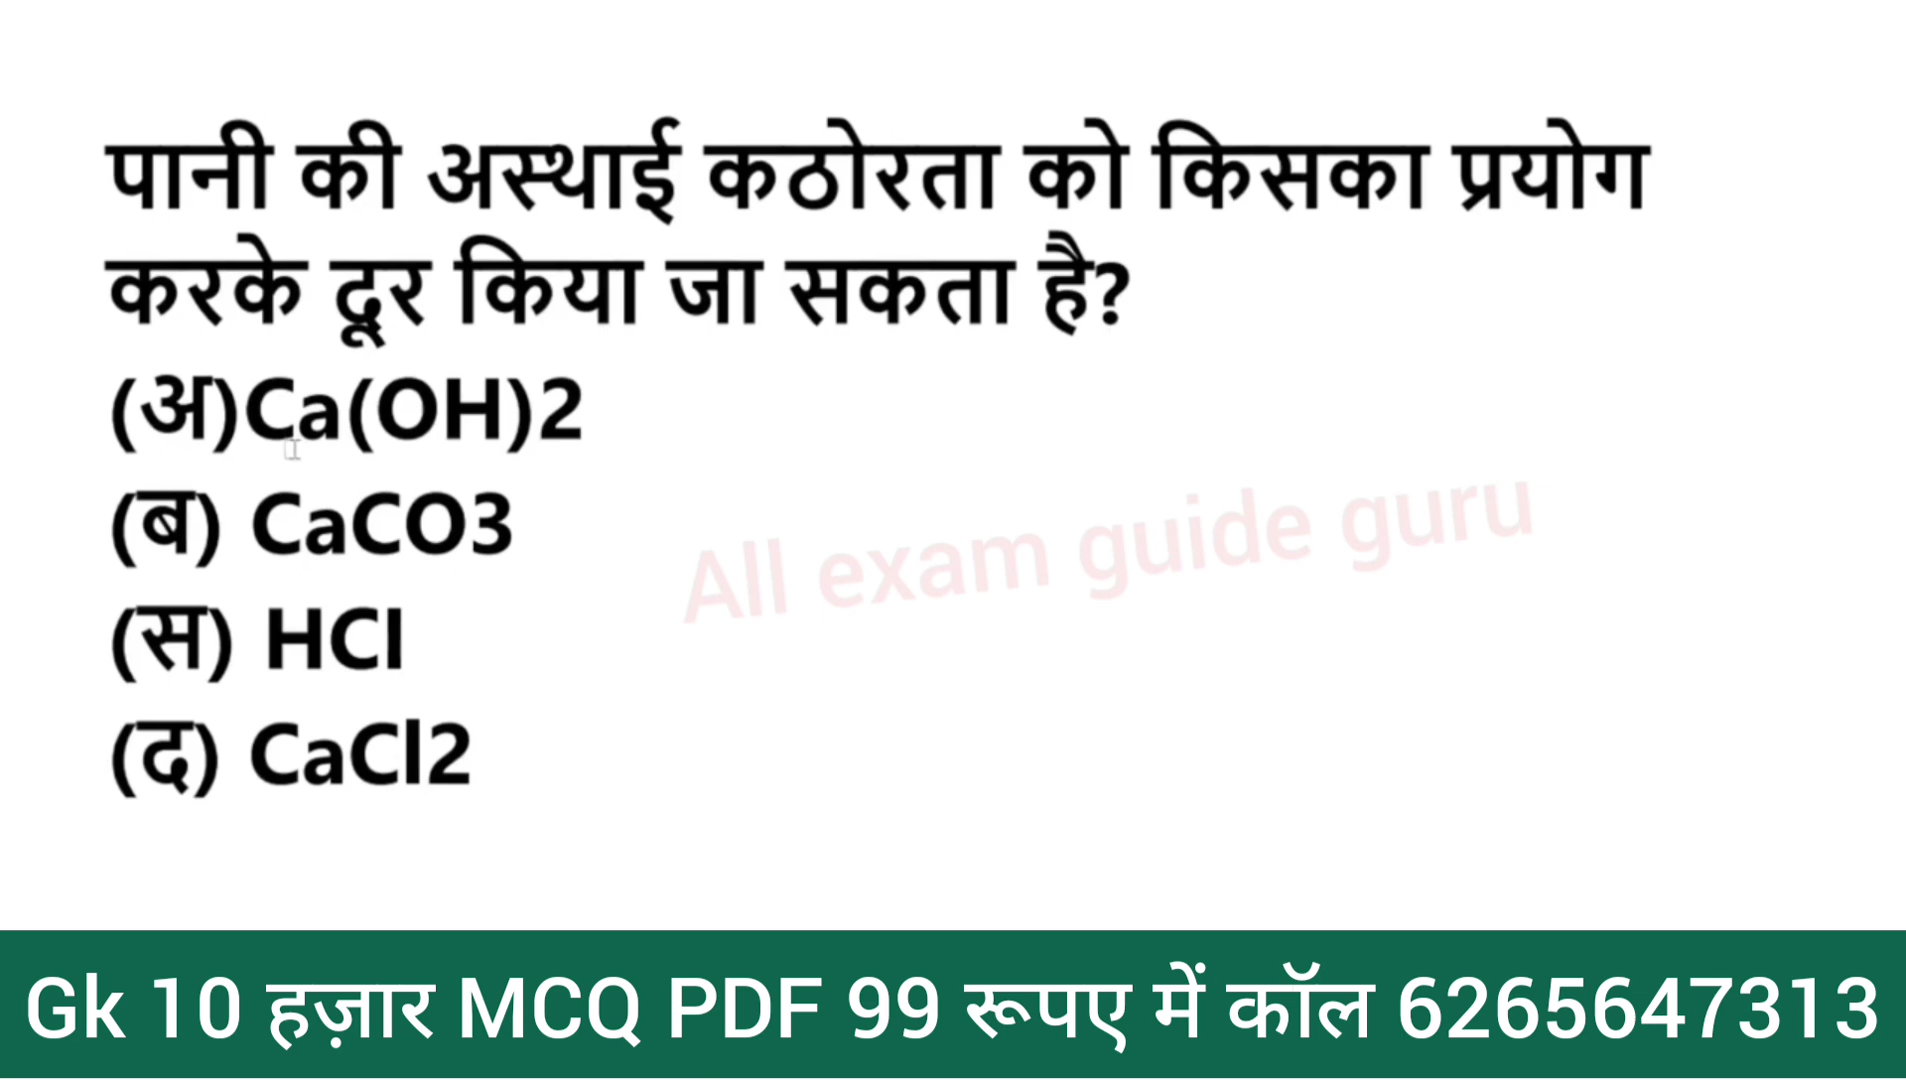 पानी की अस्थाई कठोरता को किसका प्रयोग
करके दूर किया जा सकता है?
(अ)Ca(OH)2
(ब) CaCO3
(स) HCl
(द) CaCl2
All exam guide guru
Gk 10 हज़ार MCQ PDF 99 रूपए में कॉल 6265647313